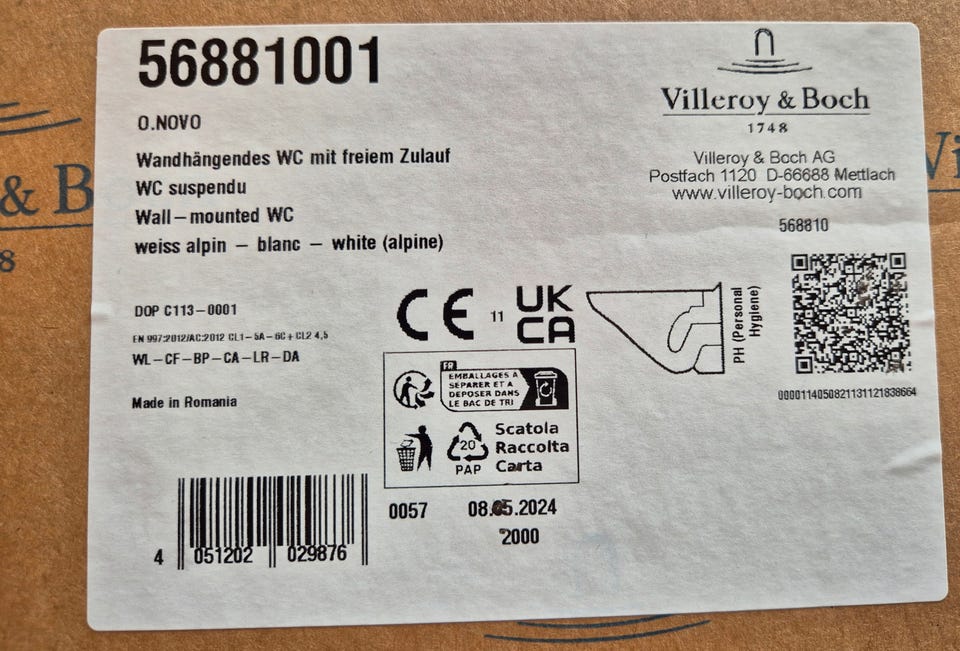 56881001
O.NOVO
Wandhängendes WC mit freiem Zulauf
WC suspendu
Wall-mounted WC
weiss alpin - blanc - white (alpine)
Villeroy & Boch
1748
Villeroy & Boch AG
Postfach 1120 D-66688 Mettlach
www.villeroy-boch.com
568810
DOP C113-0001
EN 997:2012/AC:2012 CL1-5A-6C+CL2 4,5
WL-CF-BP-CA-LR-DA
Made in Romania
CE 11 UK
CA
PH (Personal
Hygiene)
0000114050821131121838664
FR
EMBALLAGES À
SÉPARER ET À
DÉPOSER DANS
LE BAC DE TRI
20
PAP
Scatola
Raccolta
Carta
0057 08.05.2024
2000
4 051202 029876
& B
8
Vi